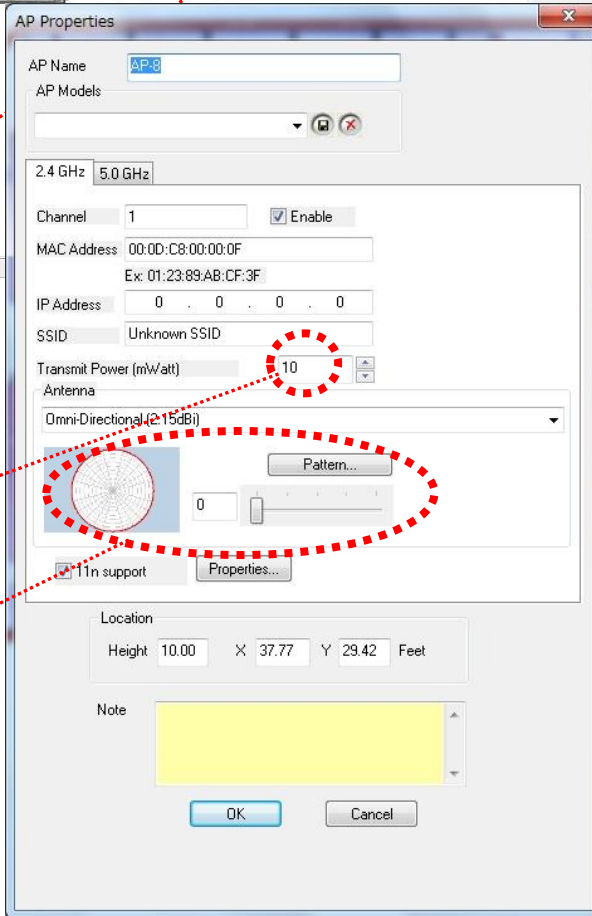 AP Properties
AP Name AP-8
AP Models
2.4 GHz 5.0 GHz
Channel 1 Enable
MAC Address 00:0D:C8:00:00:0F
Ex: 01:23:89:AB:CF:3F
IP Address 0 . 0 . 0 . 0
SSID Unknown SSID
Transmit Power (mWatt) 10
Antenna
Omni-Directional (2.15dBi)
Pattern...
0
11n support Properties...
Location
Height 10.00 X 37.77 Y 29.42 Feet
Note
OK Cancel